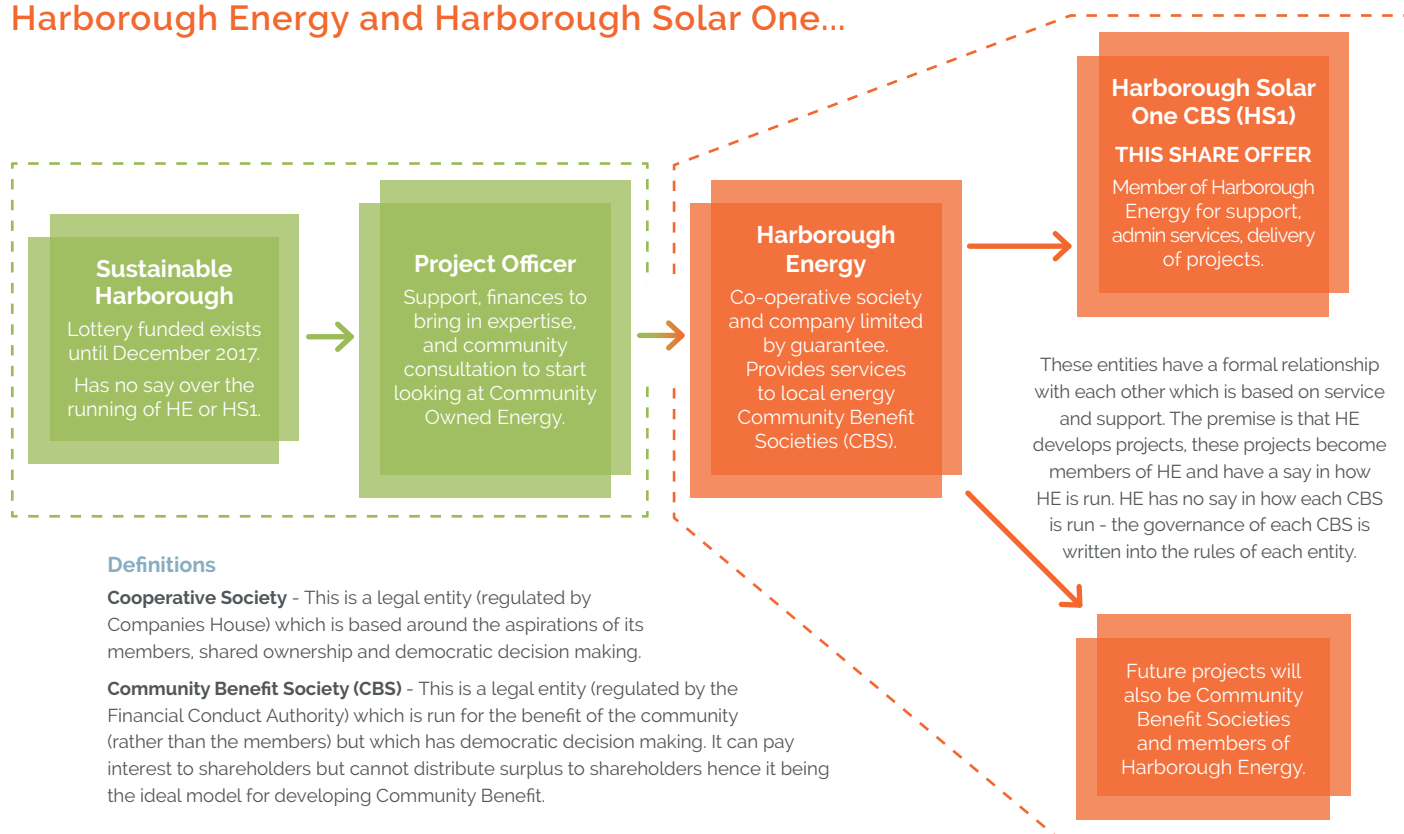 Harborough Energy and Harborough Solar One...
Sustainable
Harborough
Lottery funded exists
until December 2017.
Has no say over the
running of HE or HS1.
Project Officer
Support, finances to
bring in expertise,
and community
consultation to start
looking at Community
Owned Energy.
Harborough
Energy
Co-operative society
and company limited
by guarantee.
Provides services
to local energy
Community Benefit
Societies (CBS).
Harborough Solar
One CBS (HS1)
THIS SHARE OFFER
Member of Harborough
Energy for support,
admin services, delivery
of projects.
These entities have a formal relationship
with each other which is based on service
and support. The premise is that HE
develops projects, these projects become
members of HE and have a say in how
HE is run. HE has no say in how each CBS
is run - the governance of each CBS is
written into the rules of each entity.
Future projects will
also be Community
Benefit Societies
and members of
Harborough Energy.
Definitions
Cooperative Society - This is a legal entity (regulated by
Companies House) which is based around the aspirations of its
members, shared ownership and democratic decision making.
Community Benefit Society (CBS) - This is a legal entity (regulated by the
Financial Conduct Authority) which is run for the benefit of the community
(rather than the members) but which has democratic decision making. It can pay
interest to shareholders but cannot distribute surplus to shareholders hence it being
the ideal model for developing Community Benefit.